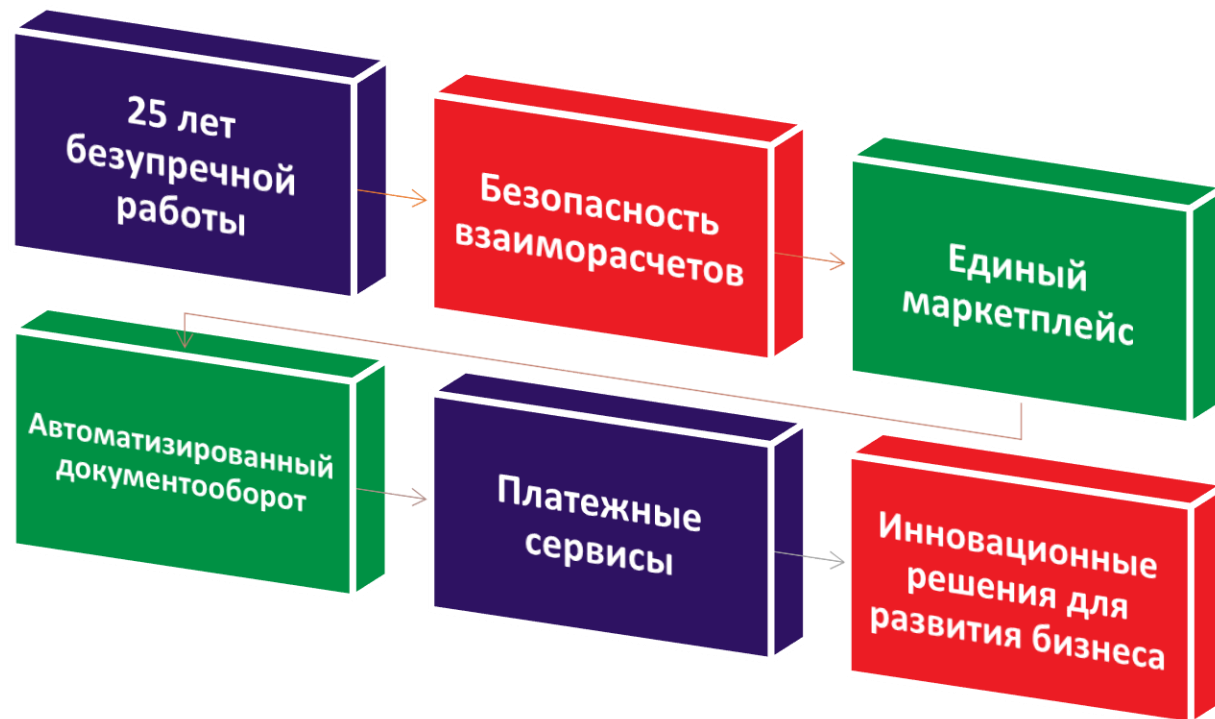 25 лет
безупречной
работы
Безопасность
взаиморасчетов
Единый
маркетплейс
Автоматизированный
документооборот
Платежные
сервисы
Инновационные
решения для
развития бизнеса